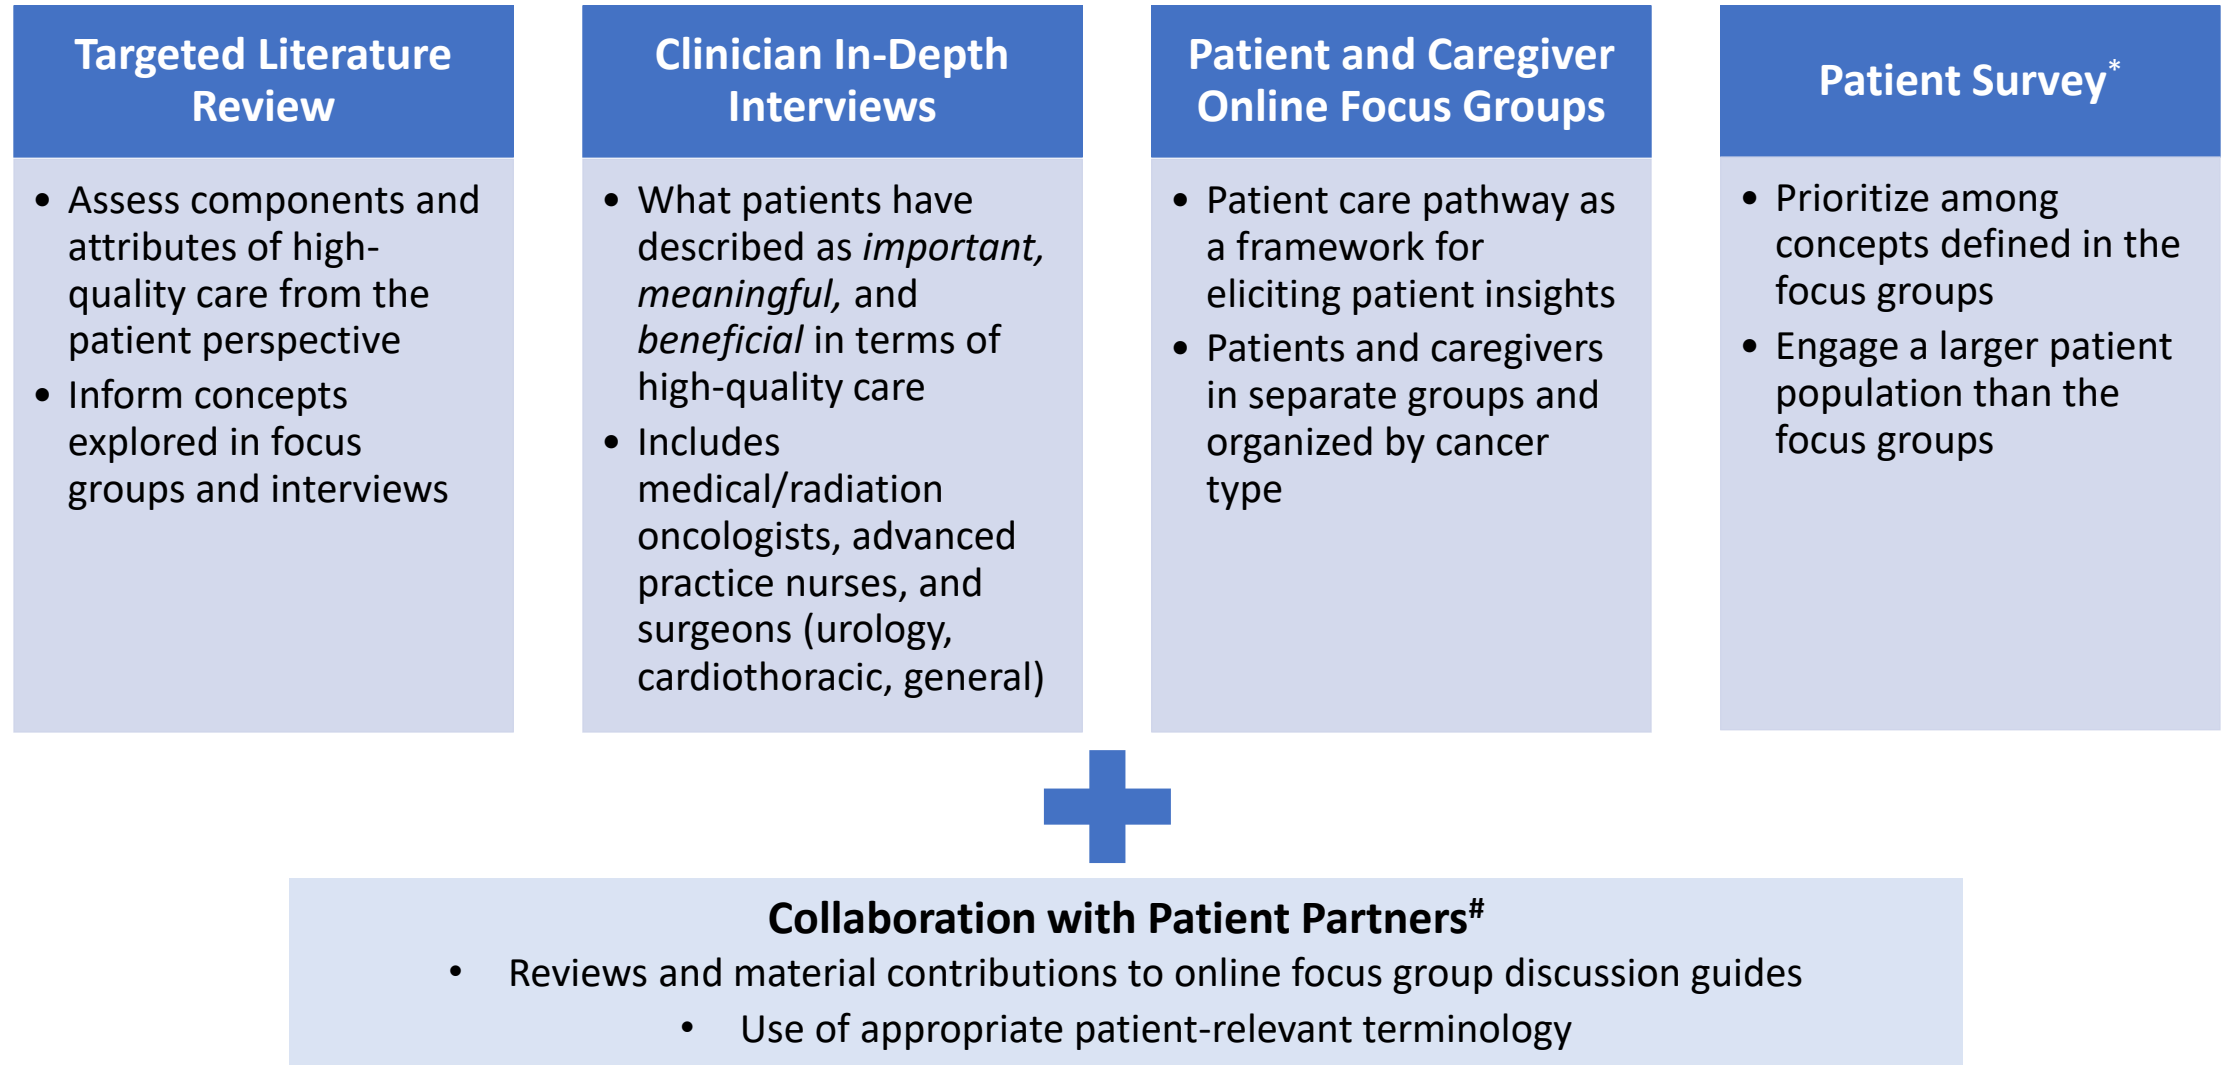 Targeted Literature
Review
• Assess components and
attributes of high-
quality care from the
patient perspective
• Inform concepts
explored in focus
groups and interviews
Clinician In-Depth
Interviews
• What patients have
described as important,
meaningful, and
beneficial in terms of
high-quality care
• Includes
medical/radiation
oncologists, advanced
practice nurses, and
surgeons (urology,
cardiothoracic, general)
Patient and Caregiver
Online Focus Groups
• Patient care pathway as
a framework for
eliciting patient insights
• Patients and caregivers
in separate groups and
organized by cancer
type
Patient Survey*
• Prioritize among
concepts defined in the
focus groups
• Engage a larger patient
population than the
focus groups
Collaboration with Patient Partners#
• Reviews and material contributions to online focus group discussion guides
• Use of appropriate patient-relevant terminology